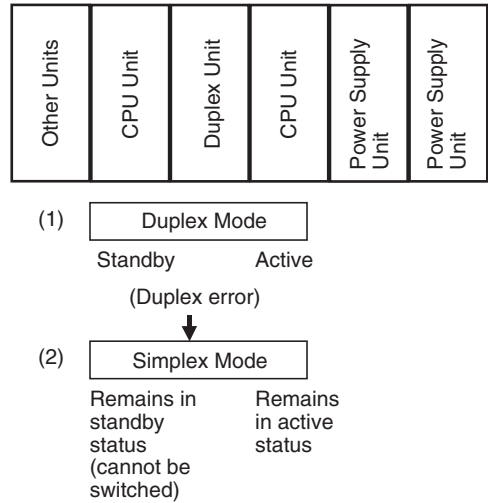 Other Units
CPU Unit
Duplex Unit
CPU Unit
Power Supply
Unit
Power Supply
Unit
(1)
Duplex Mode
Standby
Active
(Duplex error)
(2)
Simplex Mode
Remains in
standby
status
(cannot be
switched)
Remains
in active
status